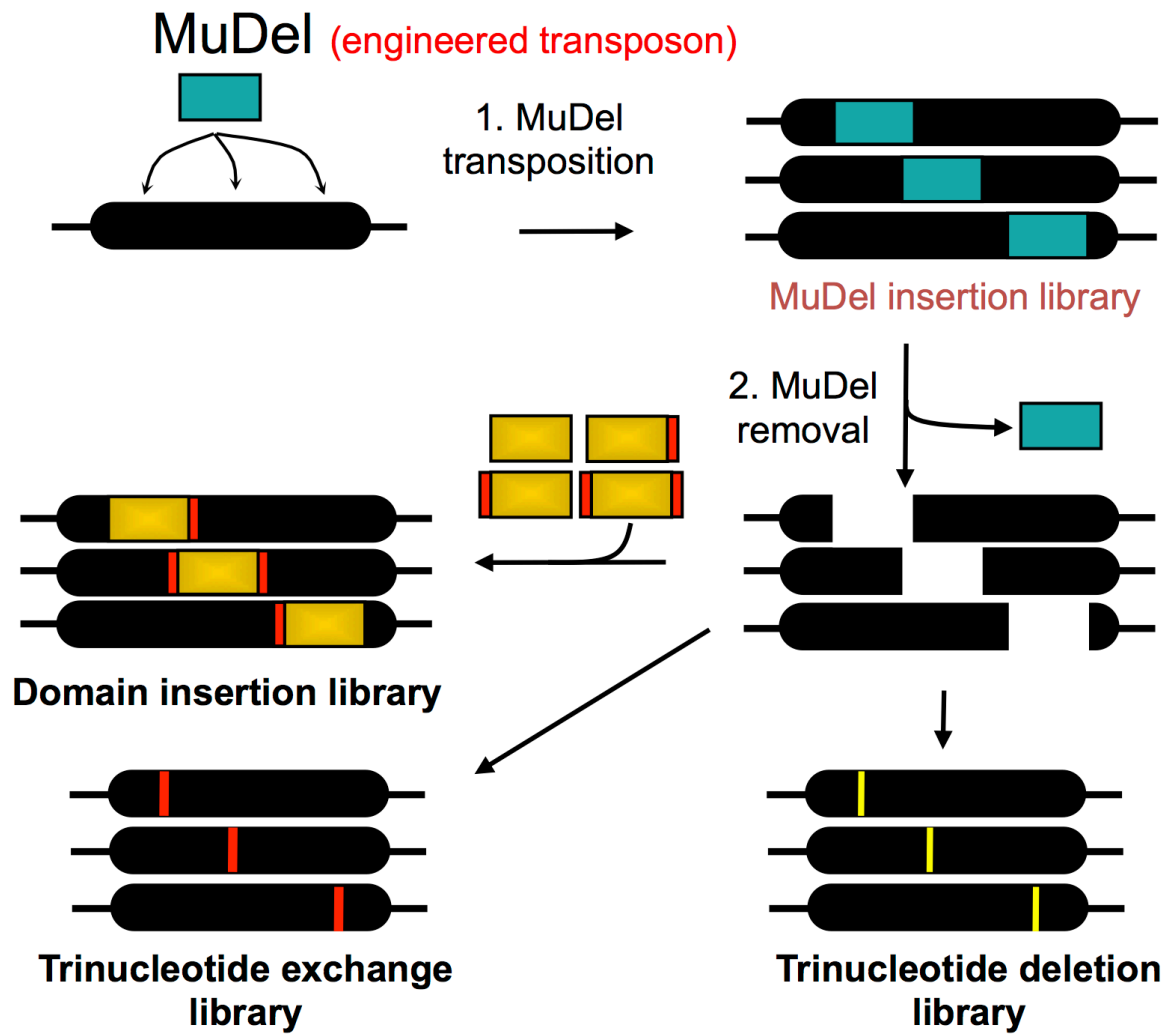 MuDel (engineered transposon)
1. MuDel
transposition
MuDel insertion library
2. MuDel
removal
Domain insertion library
Trinucleotide exchange
library
Trinucleotide deletion
library